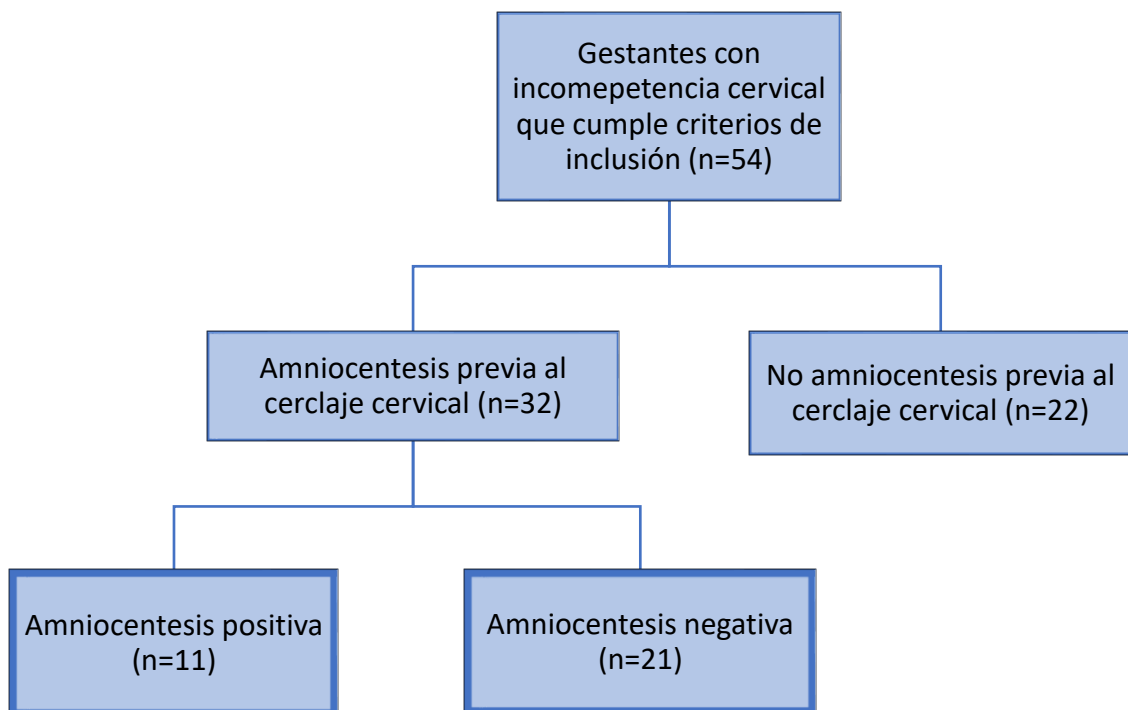 Gestantes con
incomepetencia cervical
que cumple criterios de
inclusión (n=54)
Amniocentesis previa al
cerclaje cervical (n=32)
No amniocentesis previa al
cerclaje cervical (n=22)
Amniocentesis positiva
(n=11)
Amniocentesis negativa
(n=21)